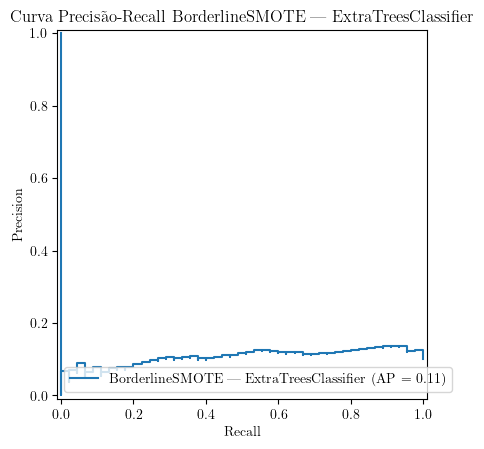 Curva Precisão-Recall BorderlineSMOTE — ExtraTreesClassifier
1.0
0.8
0.6
0.4
0.2
0.0
Precision
BorderlineSMOTE — ExtraTreesClassifier (AP = 0.11)
0.0 0.2 0.4 0.6 0.8 1.0
Recall